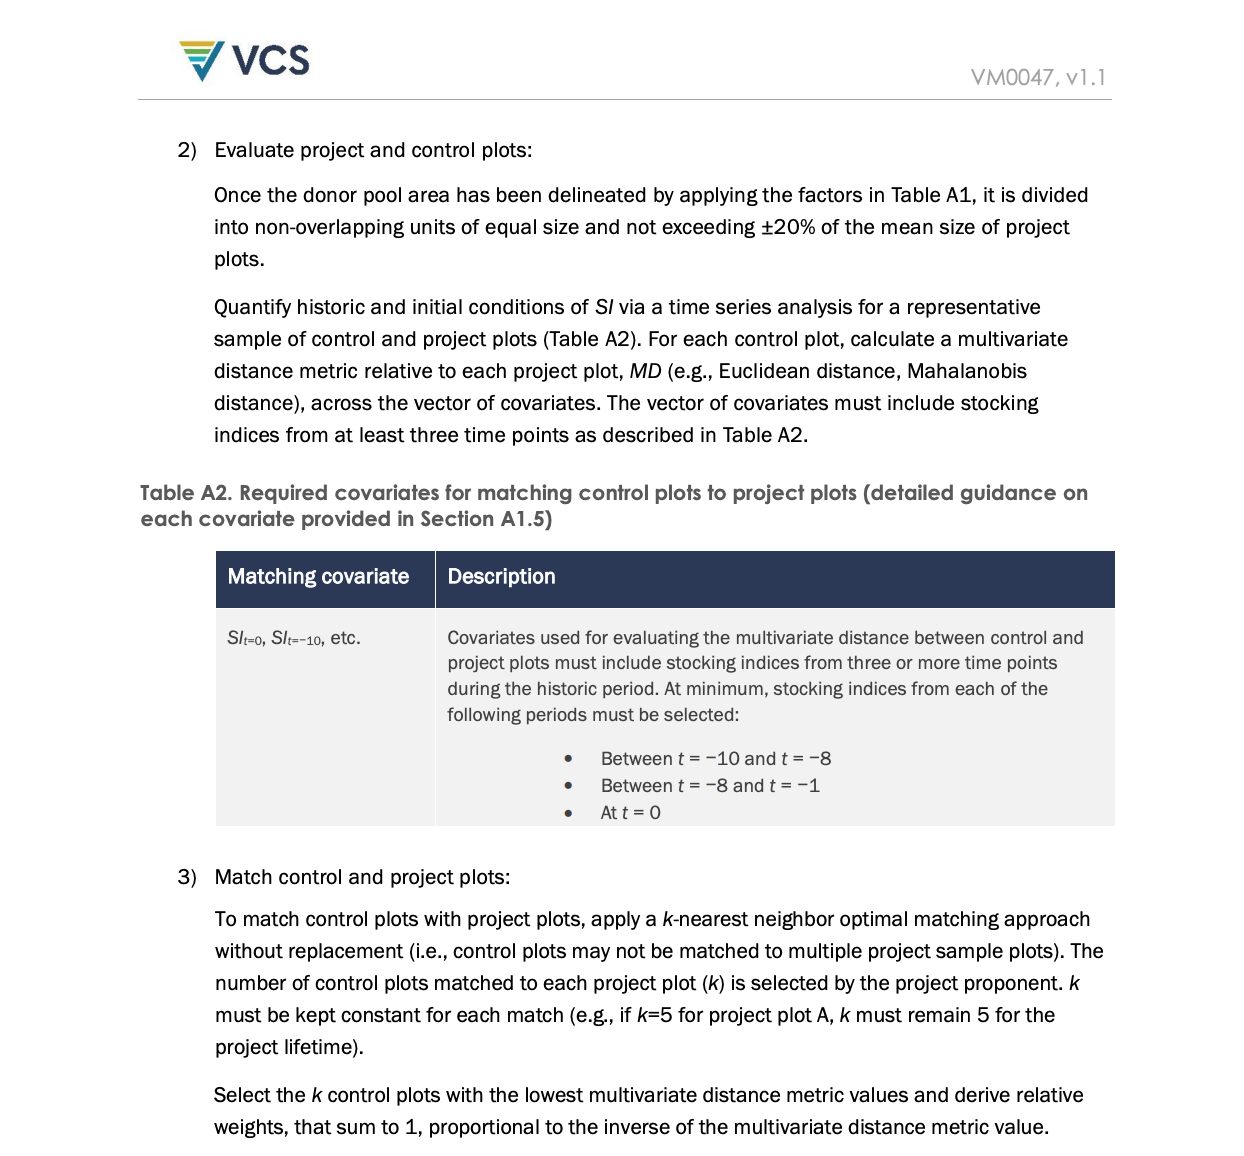 VCS
VM0047, v1.1
2) Evaluate project and control plots:
Once the donor pool area has been delineated by applying the factors in Table A1, it is divided
into non-overlapping units of equal size and not exceeding ±20% of the mean size of project
plots.
Quantify historic and initial conditions of SI via a time series analysis for a representative
sample of control and project plots (Table A2). For each control plot, calculate a multivariate
distance metric relative to each project plot, MD (e.g., Euclidean distance, Mahalanobis
distance), across the vector of covariates. The vector of covariates must include stocking
indices from at least three time points as described in Table A2.
Table A2. Required covariates for matching control plots to project plots (detailed guidance on
each covariate provided in Section A1.5)
Matching covariate Description
SIt=0, SIt=−10, etc. Covariates used for evaluating the multivariate distance between control and
project plots must include stocking indices from three or more time points
during the historic period. At minimum, stocking indices from each of the
following periods must be selected:
• Between t = −10 and t = −8
• Between t = −8 and t = −1
• At t = 0
3) Match control and project plots:
To match control plots with project plots, apply a k-nearest neighbor optimal matching approach
without replacement (i.e., control plots may not be matched to multiple project sample plots). The
number of control plots matched to each project plot (k) is selected by the project proponent. k
must be kept constant for each match (e.g., if k=5 for project plot A, k must remain 5 for the
project lifetime).
Select the k control plots with the lowest multivariate distance metric values and derive relative
weights, that sum to 1, proportional to the inverse of the multivariate distance metric value.